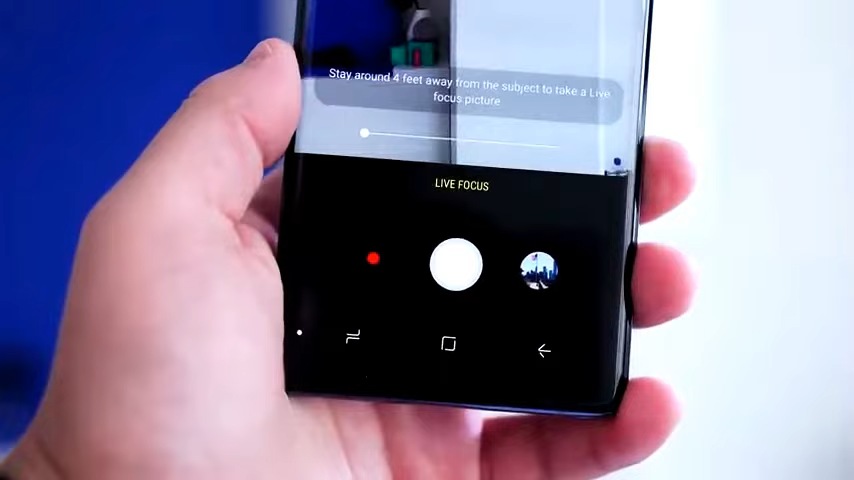 Stay around 4 feet away from the subject to take a Live
focus picture
LIVE FOCUS